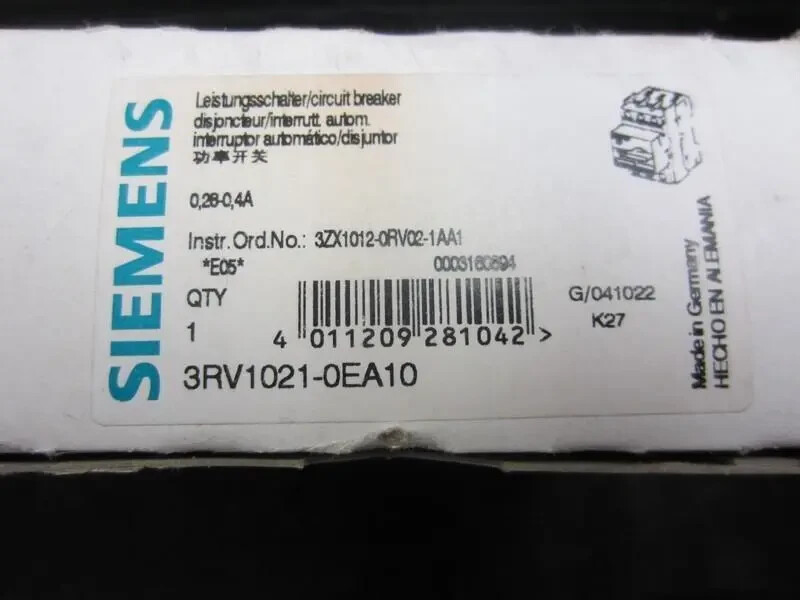 SIEMENS
Leistungsschalter/circuit breaker
disjoncteur/interrutt. autom.
interruptor automático/disjuntor
功率开关
0,28-0,4A
Instr.Ord.No.: 3ZX1012-0RV02-1AA1
*E05*
0003160894
QTY
1
4 011209 281042 >
G/041022
K27
3RV1021-0EA10
Made in Germany
HECHO EN ALEMANIA